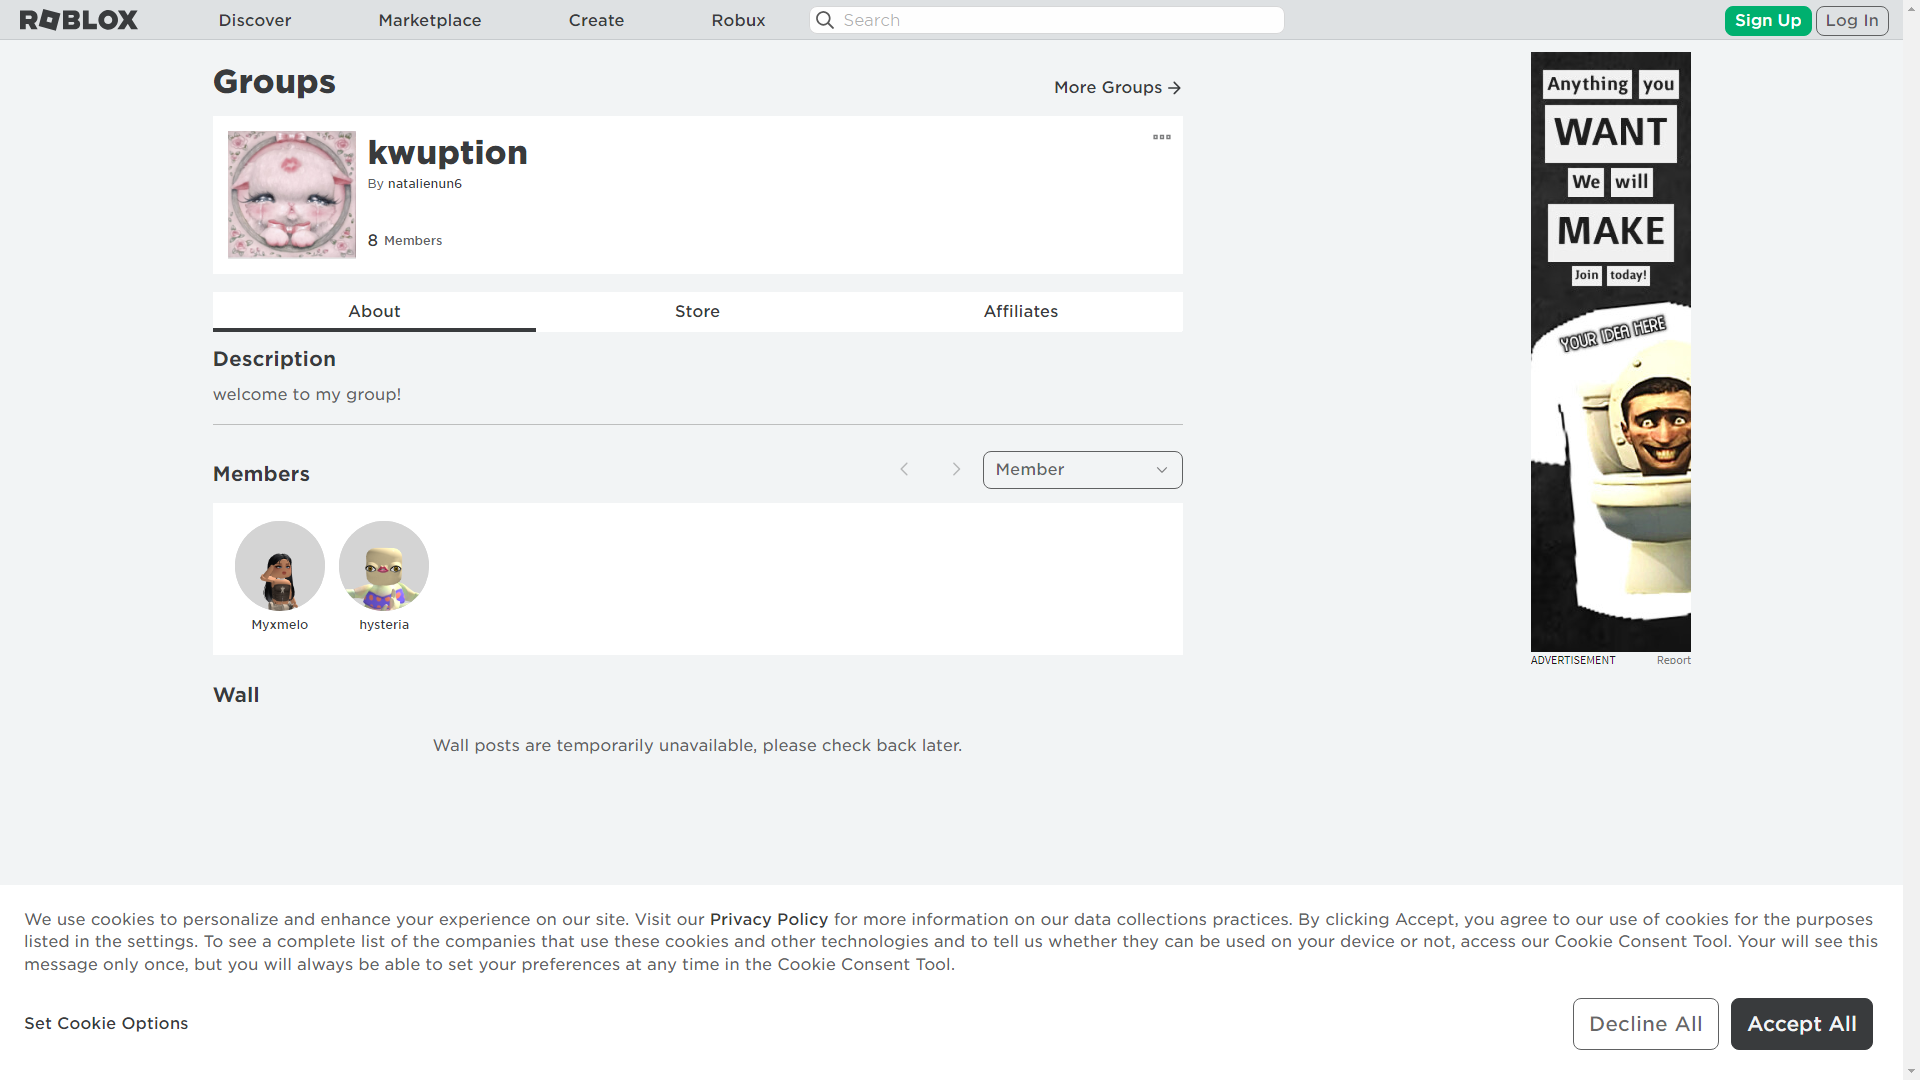 ROBLOX
Discover
Marketplace
Create
Robux
Search
Sign Up
Log In
Groups
More Groups
kwuption
By natalienun6
8 Members
About
Store
Affiliates
Description
welcome to my group!
Members
Member
Myxmelo
hysteria
Wall
Wall posts are temporarily unavailable, please check back later.
Anything you
WANT
We will
MAKE
Join today!
YOUR IDEA HERE
ADVERTISEMENT
Report
We use cookies to personalize and enhance your experience on our site. Visit our Privacy Policy for more information on our data collections practices. By clicking Accept, you agree to our use of cookies for the purposes
listed in the settings. To see a complete list of the companies that use these cookies and other technologies and to tell us whether they can be used on your device or not, access our Cookie Consent Tool. Your will see this
message only once, but you will always be able to set your preferences at any time in the Cookie Consent Tool.
Set Cookie Options
Decline All
Accept All